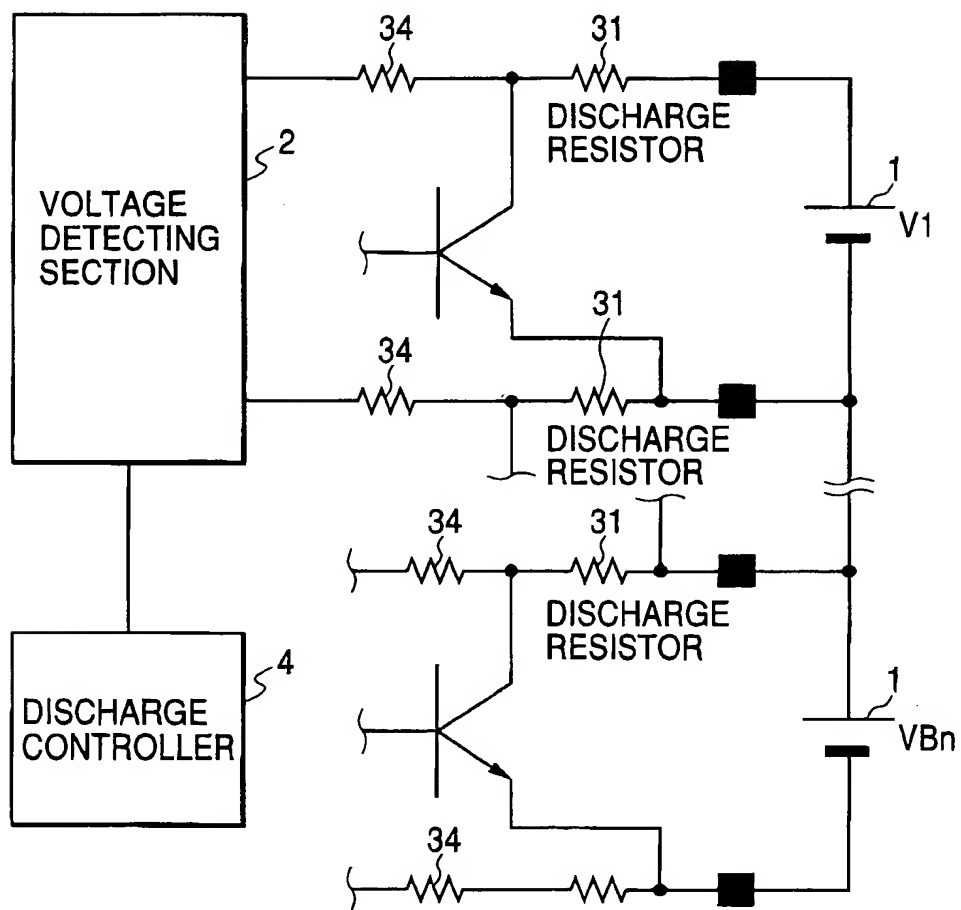 34
31
DISCHARGE
RESISTOR
2
VOLTAGE
DETECTING
SECTION
1
V1
31
34
DISCHARGE
RESISTOR
34
31
DISCHARGE
RESISTOR
4
DISCHARGE
CONTROLLER
1
VBn
34